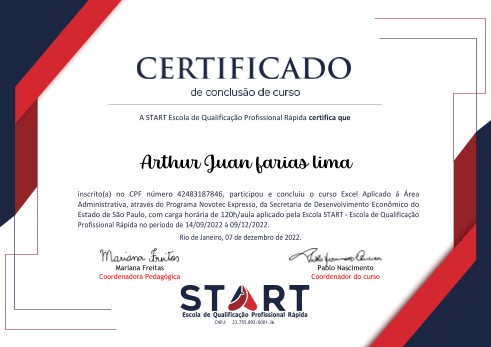 CERTIFICADO
de conclusão de curso
A START Escola de Qualificação Profissional Rápida certifica que
Arthur Juan farias lima
inscrito(a) no CPF número 42483187846, participou e concluiu o curso Excel Aplicado á Área
Administrativa, através do Programa Novotec Expresso, da Secretaria de Desenvolvimento Econômico do
Estado de São Paulo, com carga horária de 120h/aula aplicado pela Escola START - Escola de Qualificação
Profissional Rápida no período de 14/09/2022 à 09/12/2022.
Rio de Janeiro, 07 de dezembro de 2022.
Mariana Freitas
Mariana Freitas
Coordenadora Pedagógica
Pablo Nascimento
Coordenador do curso
START
Escola de Qualificação Profissional Rápida
CNPJ: 23.755.893/0001-36